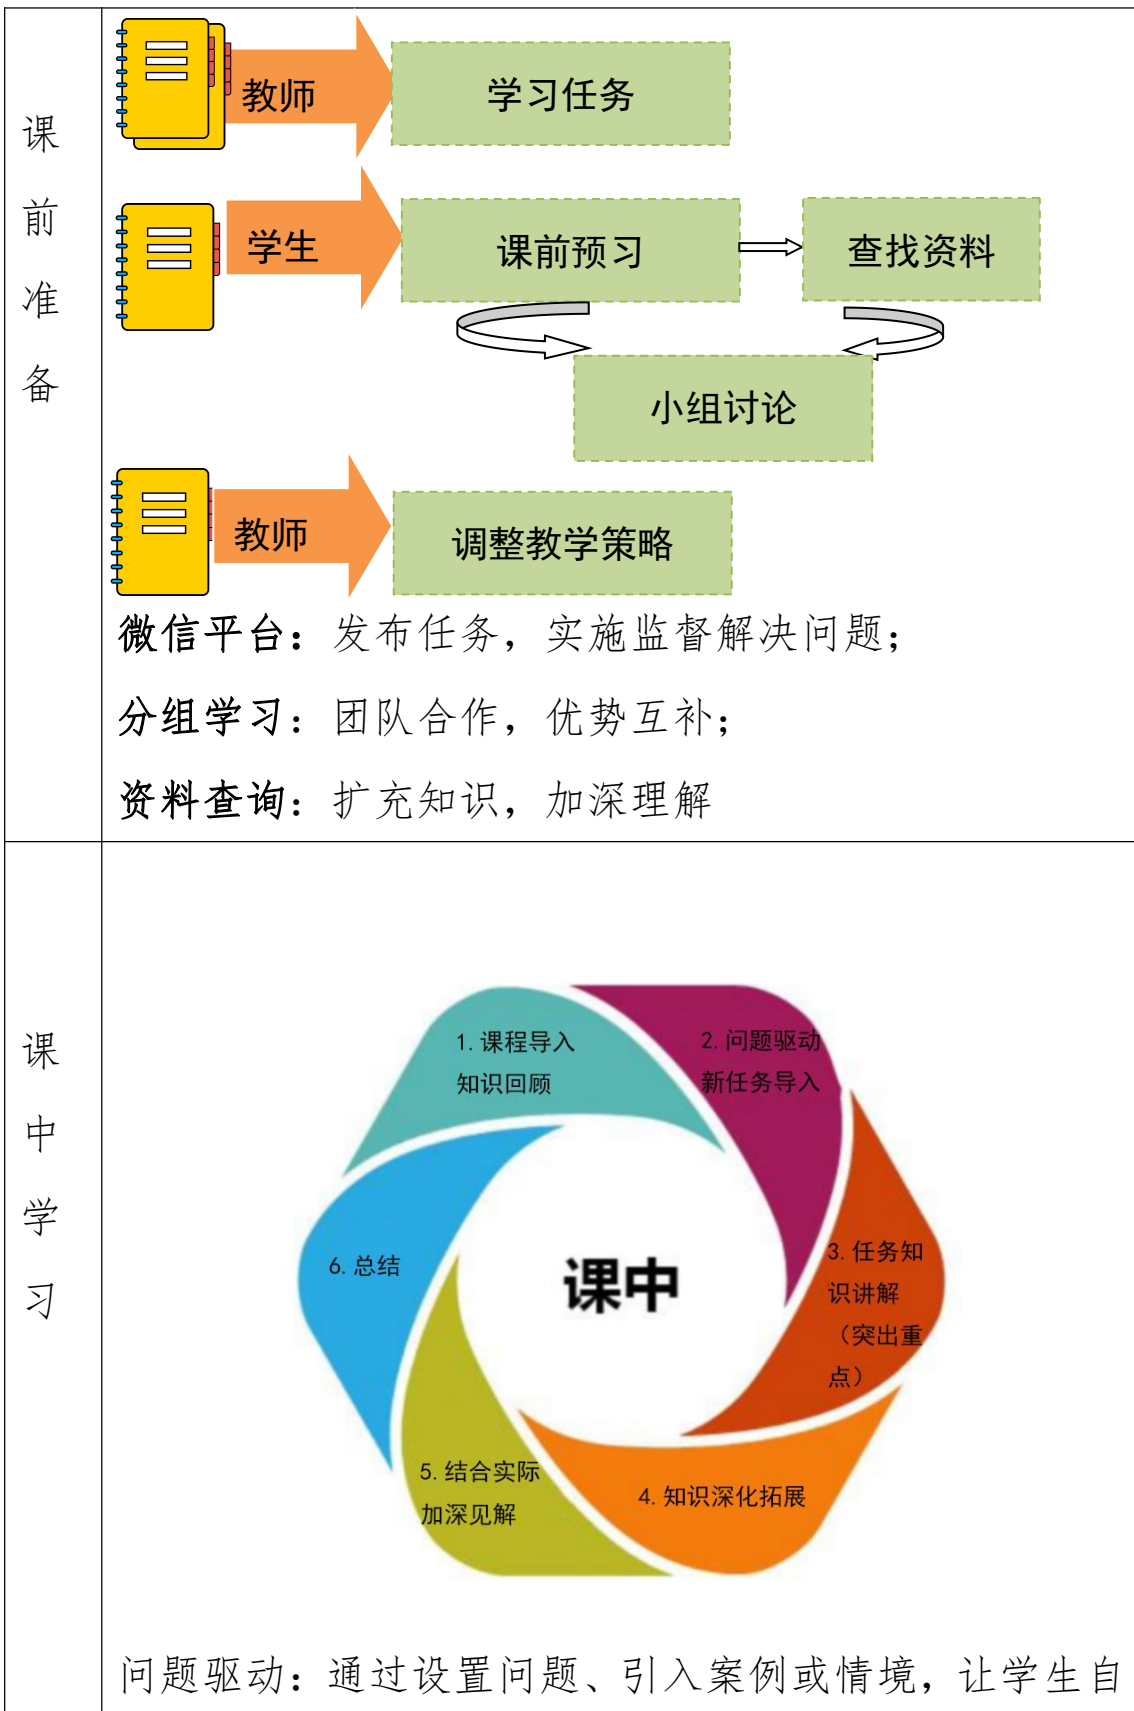 课
前
准
备
教师
学习任务
学生
课前预习
查找资料
小组讨论
教师
调整教学策略
微信平台：发布任务，实施监督解决问题；
分组学习：团队合作，优势互补；
资料查询：扩充知识，加深理解
课
中
学
习
1. 课程导入
知识回顾
2. 问题驱动
新任务导入
3. 任务知
识讲解
（突出重
点）
4. 知识深化拓展
5. 结合实际
加深见解
6. 总结
课中
问题驱动：通过设置问题、引入案例或情境，让学生自